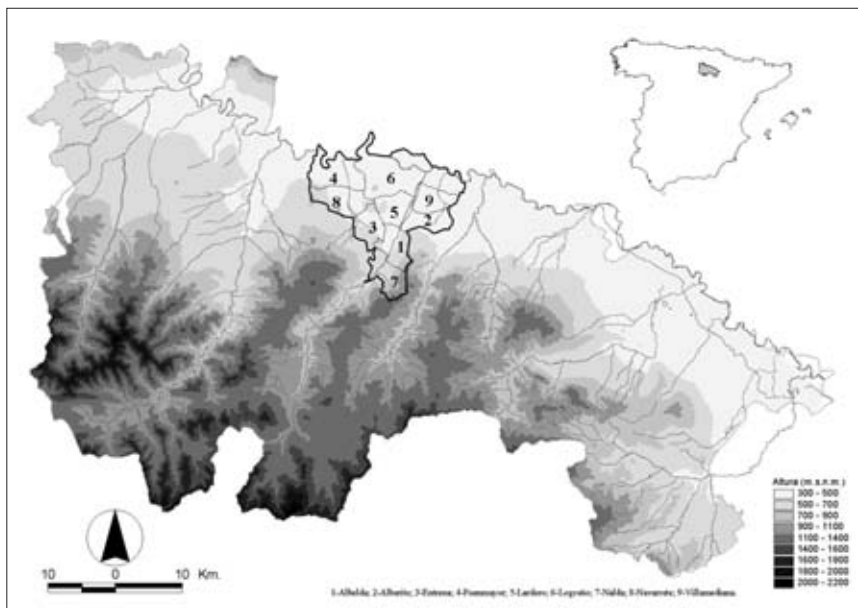 4
6
8
9
5
2
3
1
7
Altura (m.s.n.m.)
300 - 500
500 - 700
700 - 900
900 - 1100
1100 - 1400
1400 - 1600
1600 - 1800
1800 - 2000
2000 - 2200
10 0 10 Km.
1-Albelda; 2-Alberite; 3-Entrena; 4-Fuenmayor; 5-Lardero; 6-Logroño; 7-Nalda; 8-Navarrete; 9-Villamediana.